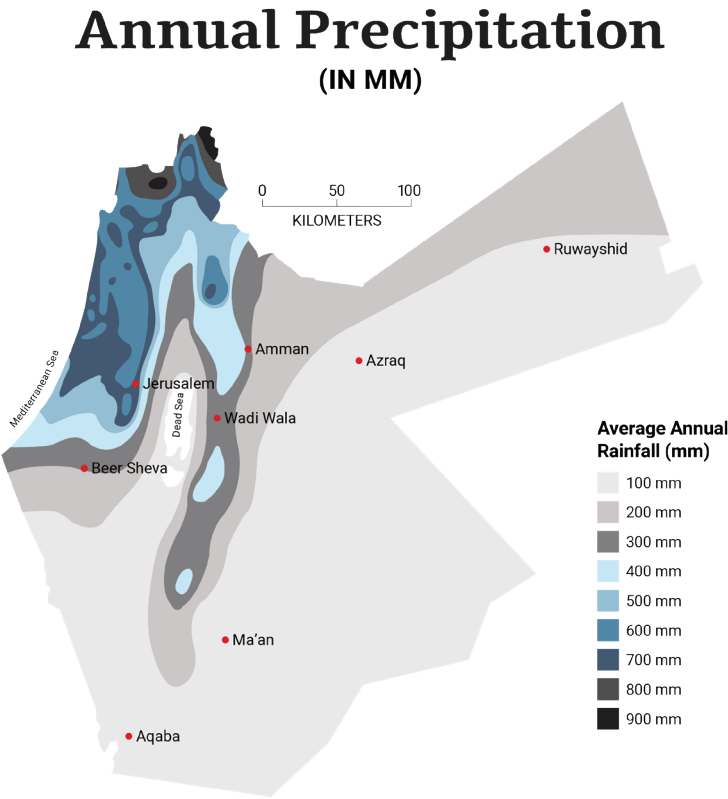 Annual Precipitation
(IN MM)
0 50 100
KILOMETERS
Ruwayshid
Amman
Azraq
Mediterranean Sea
Jerusalem
Dead Sea
Wadi Wala
Beer Sheva
Average Annual
Rainfall (mm)
100 mm
200 mm
300 mm
400 mm
500 mm
600 mm
700 mm
800 mm
900 mm
Ma’an
Aqaba